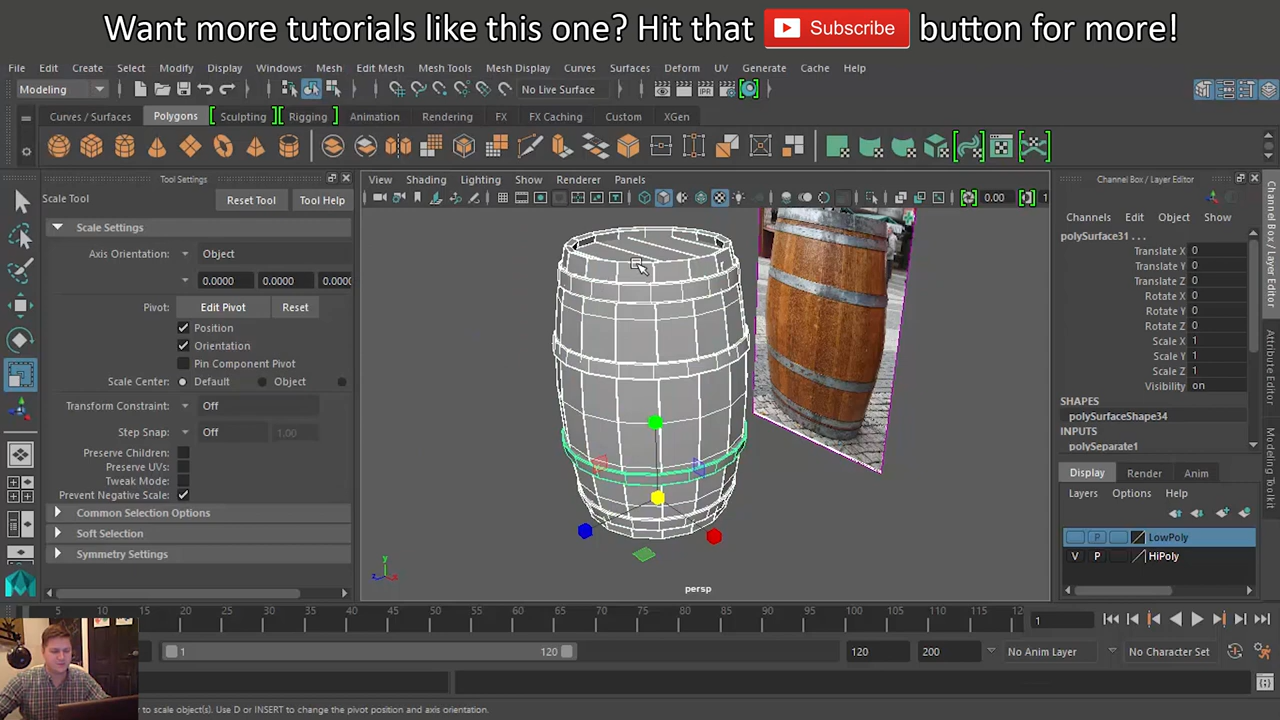 Want more tutorials like this one? Hit that Subscribe button for more!
File Edit Create Select Modify Display Windows Mesh Edit Mesh Mesh Tools Mesh Display Curves Surfaces Deform UV Generate Cache Help
Modeling No Live Surface
Curves / Surfaces Polygons Sculpting Rigging Animation Rendering FX FX Caching Custom XGen
Tool Settings
Scale Tool Reset Tool Tool Help
Scale Settings
Axis Orientation: Object
0.0000 0.0000 0.0000
Pivot: Edit Pivot Reset
Position
Orientation
Pin Component Pivot
Scale Center: Default Object
Transform Constraint: Off
Step Snap: Off 1.00
Preserve Children:
Preserve UVs:
Tweak Mode:
Prevent Negative Scale:
Common Selection Options
Soft Selection
Symmetry Settings
View Shading Lighting Show Renderer Panels
0.00 1
y
z x
persp
Channel Box / Layer Editor
Channels Edit Object Show
polySurface31 . . .
Translate X 0
Translate Y 0
Translate Z 0
Rotate X 0
Rotate Y 0
Rotate Z 0
Scale X 1
Scale Y 1
Scale Z 1
Visibility on
SHAPES
polySurfaceShape34
INPUTS
polySeparate1
Display Render Anim
Layers Options Help
P LowPoly
V P HiPoly
Channel Box / Layer Editor
Attribute Editor
Modeling Toolkit
5 10 15 20 25 30 35 40 45 50 55 60 65 70 75 80 85 90 95 100 105 110 115 12
1
1 120 120 200 No Anim Layer No Character Set
to scale object(s). Use D or INSERT to change the pivot position and axis orientation.